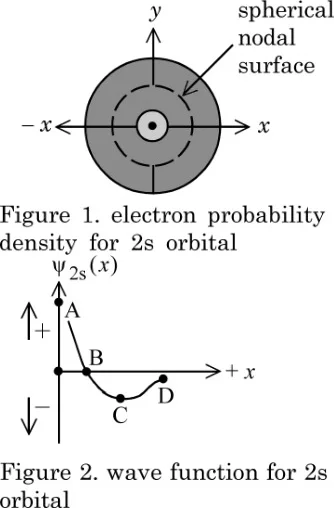 y
spherical
nodal
surface
– x
x
Figure 1. electron probability
density for 2s orbital
ψ2s(x)
A
+
B
+ x
–
C
D
Figure 2. wave function for 2s
orbital